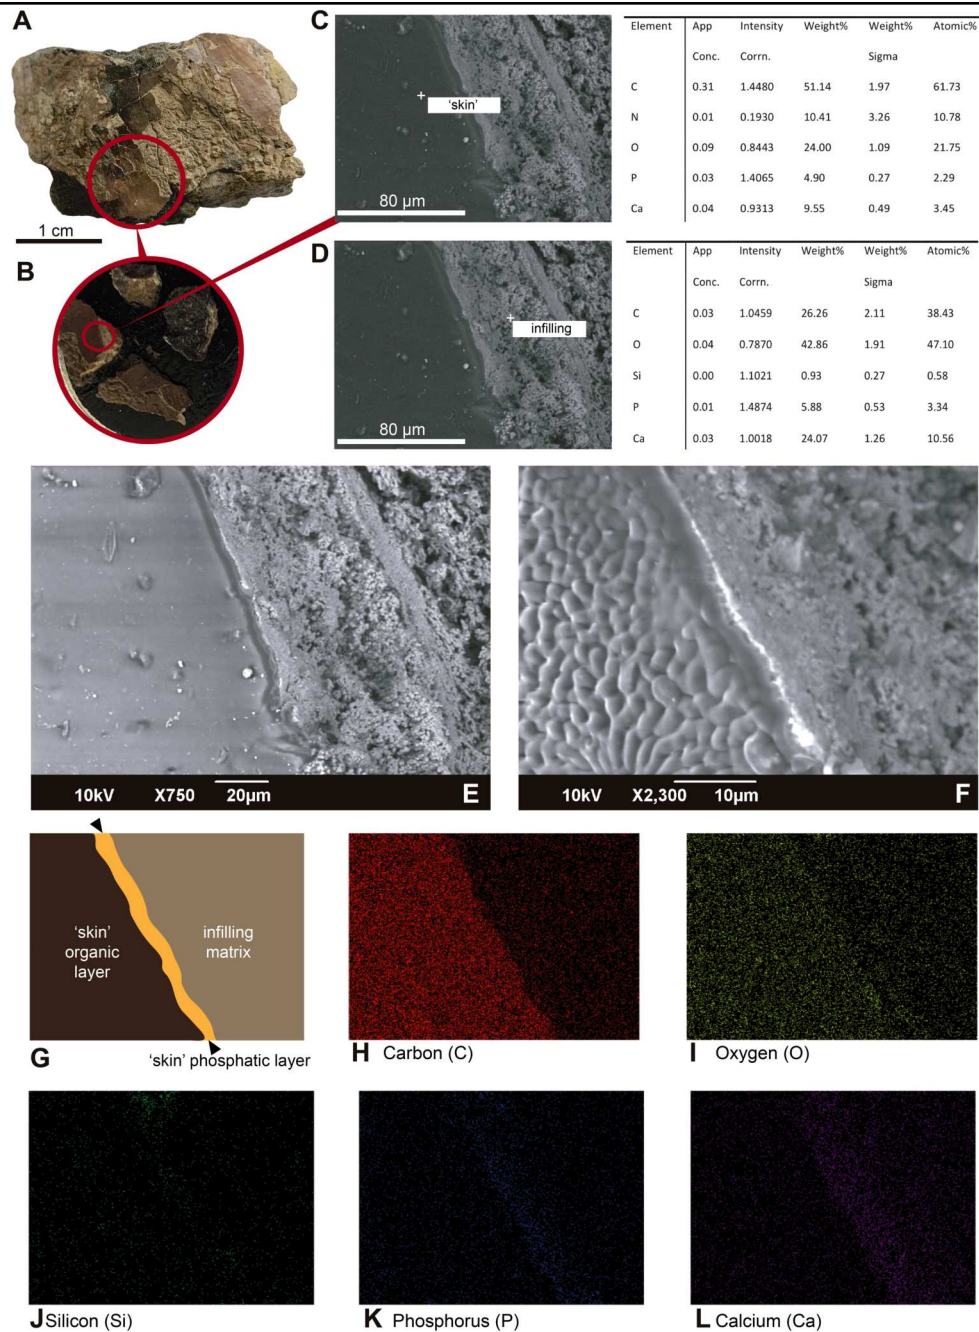 A
1 cm
B
C
+
'skin'
80 µm
Element App Intensity Weight% Weight% Atomic%
Conc. Corrn. Sigma
C 0.31 1.4480 51.14 1.97 61.73
N 0.01 0.1930 10.41 3.26 10.78
O 0.09 0.8443 24.00 1.09 21.75
P 0.03 1.4065 4.90 0.27 2.29
Ca 0.04 0.9313 9.55 0.49 3.45
D
+
infilling
80 µm
Element App Intensity Weight% Weight% Atomic%
Conc. Corrn. Sigma
C 0.03 1.0459 26.26 2.11 38.43
O 0.04 0.7870 42.86 1.91 47.10
Si 0.00 1.1021 0.93 0.27 0.58
P 0.01 1.4874 5.88 0.53 3.34
Ca 0.03 1.0018 24.07 1.26 10.56
10kV X750 20µm E
10kV X2,300 10µm F
'skin'
organic
layer
infilling
matrix
G
'skin' phosphatic layer
H Carbon (C)
I Oxygen (O)
J Silicon (Si)
K Phosphorus (P)
L Calcium (Ca)